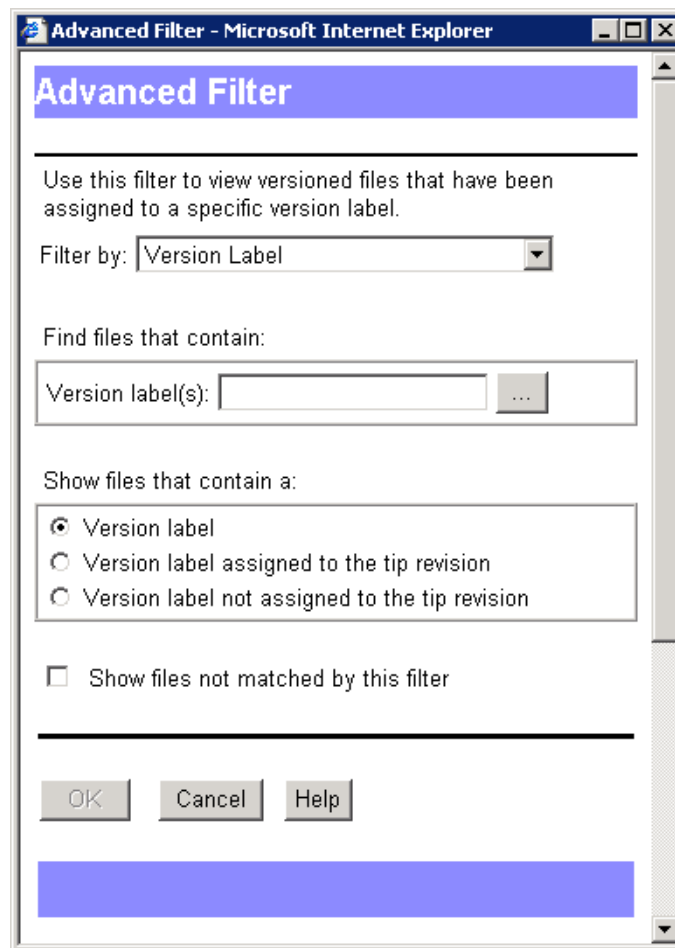 Advanced Filter - Microsoft Internet Explorer
Advanced Filter
Use this filter to view versioned files that have been
assigned to a specific version label.
Filter by: Version Label
Find files that contain:
Version label(s): ...
Show files that contain a:
Version label
Version label assigned to the tip revision
Version label not assigned to the tip revision
Show files not matched by this filter
OK Cancel Help